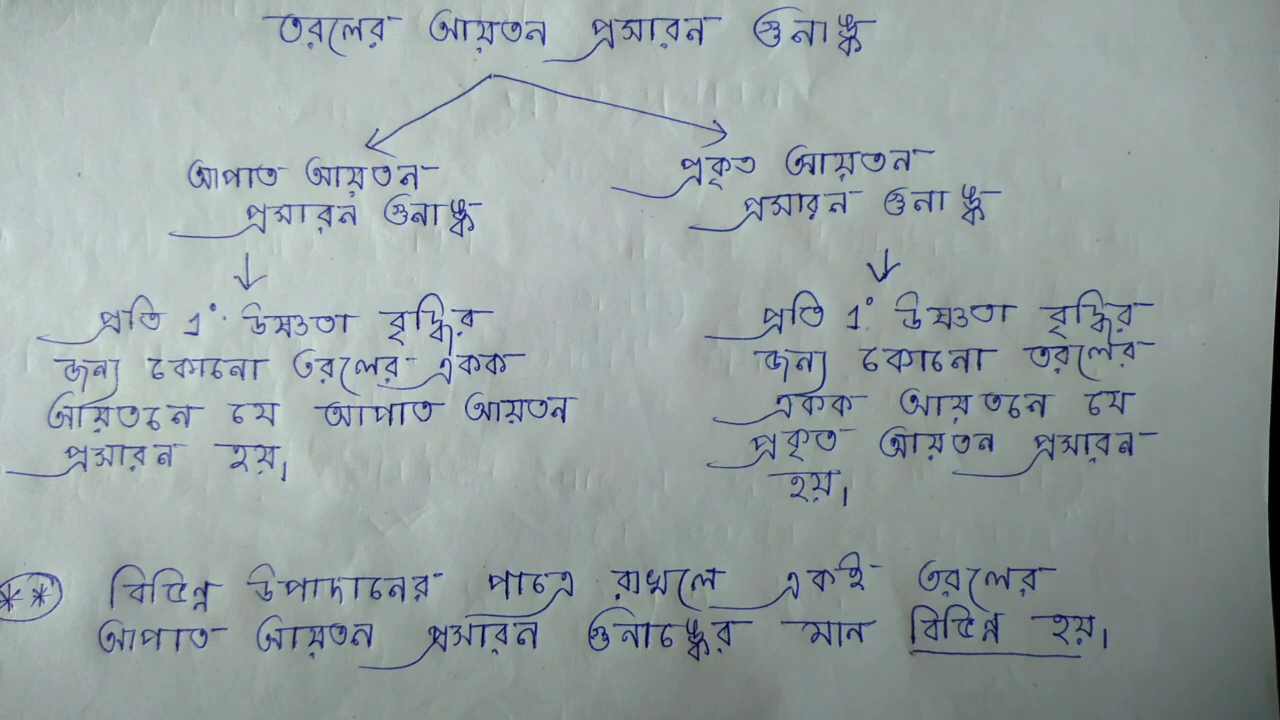 তরলের আয়তন প্রসারন গুনাঙ্ক
আপাত আয়তন
প্রসারন গুনাঙ্ক
প্রকৃত আয়তন
প্রসারন গুনাঙ্ক
প্রতি ১° উষ্ণতা বৃদ্ধির
জন্য কোনো তরলের একক
আয়তনে যে আপাত আয়তন
প্রসারন হয়।
প্রতি ১° উষ্ণতা বৃদ্ধির
জন্য কোনো তরলের
একক আয়তনে যে
প্রকৃত আয়তন প্রসারন
হয়।
** বিভিন্ন উপাদানের পাত্রে রাখলে একই তরলের
আপাত আয়তন প্রসারন গুনাঙ্কের মান বিভিন্ন হয়।